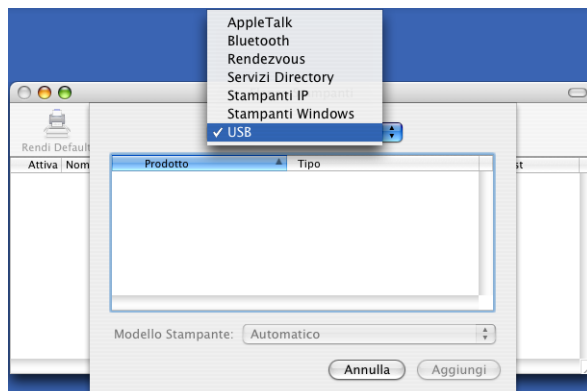 AppleTalk
Bluetooth
Rendezvous
Servizi Directory
Stampanti IP
Stampanti Windows
✓ USB
Rendi Default
Attiva Nom
Prodotto Tipo
st
Modello Stampante: Automatico
Annulla Aggiungi